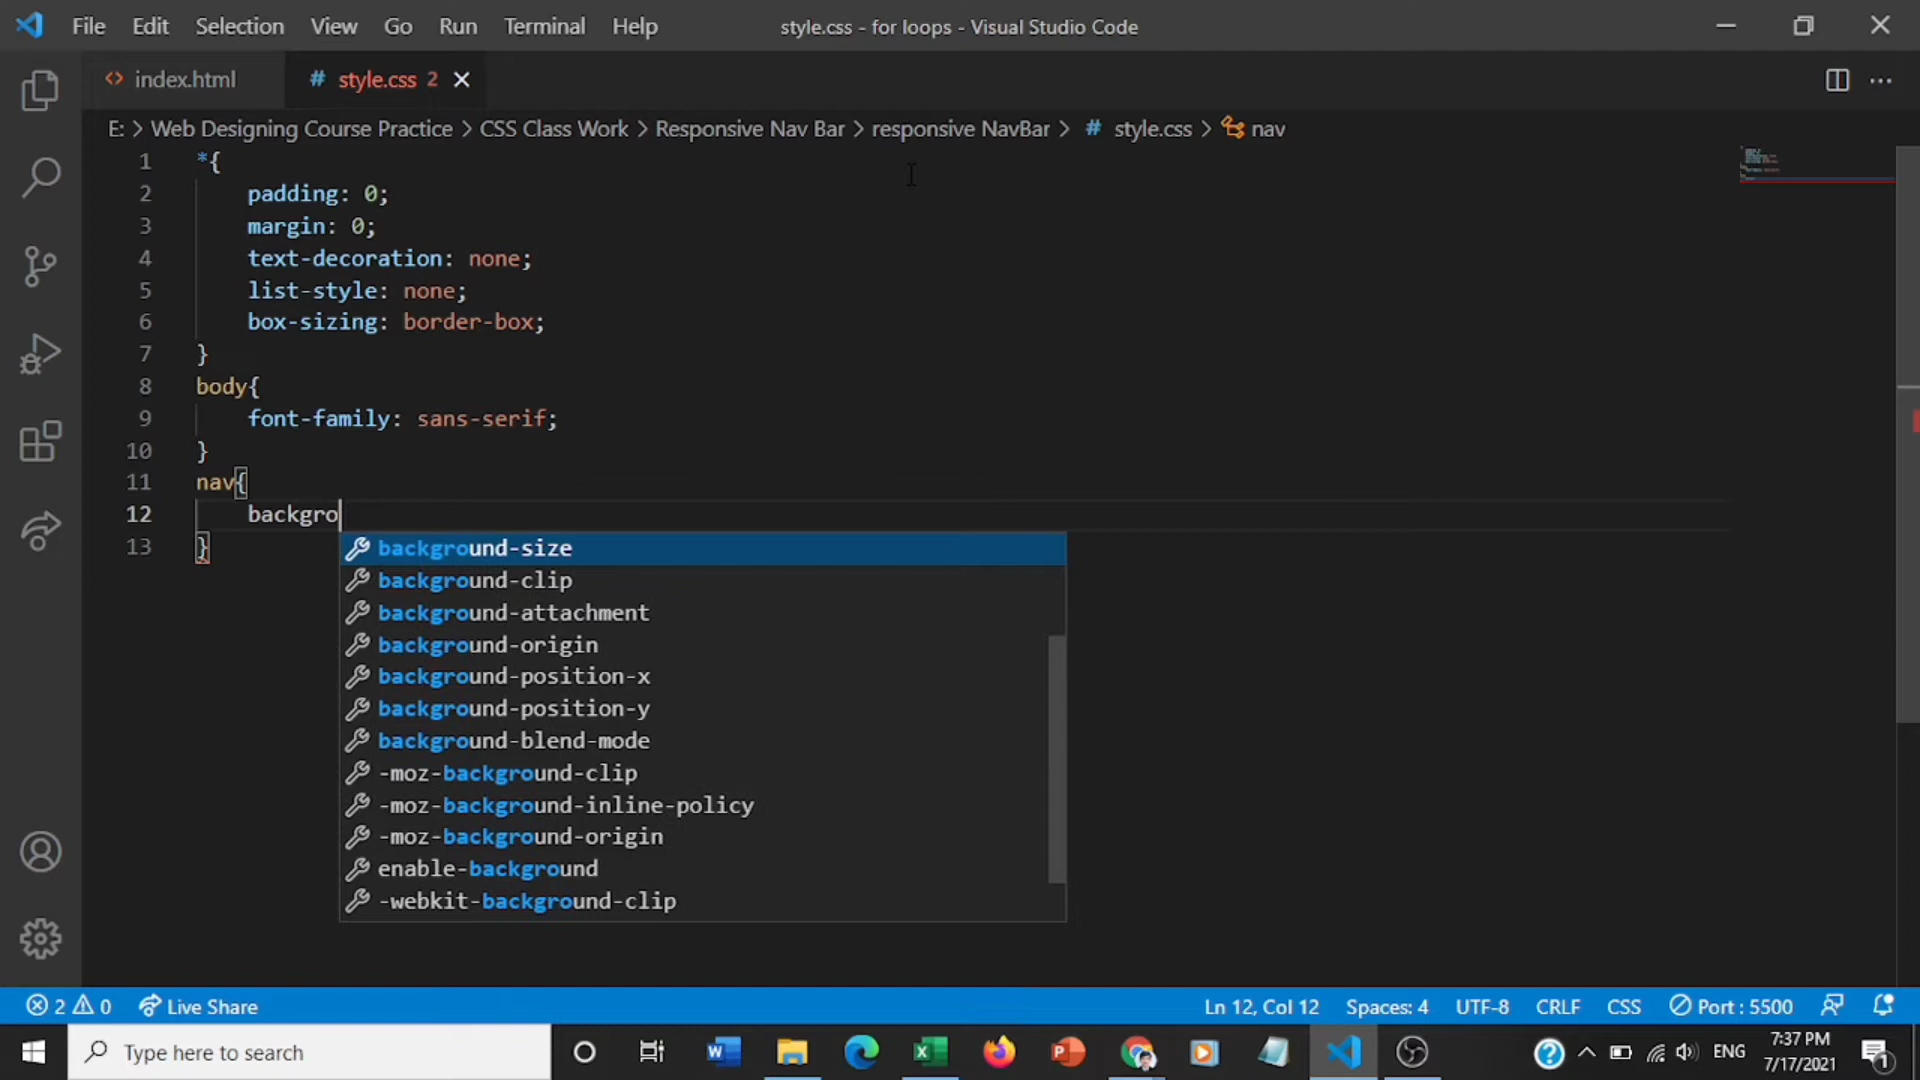 File Edit Selection View Go Run Terminal Help style.css - for loops - Visual Studio Code
index.html # style.css 2
E: > Web Designing Course Practice > CSS Class Work > Responsive Nav Bar > responsive NavBar > # style.css > nav
1 *{
2 padding: 0;
3 margin: 0;
4 text-decoration: none;
5 list-style: none;
6 box-sizing: border-box;
7 }
8 body{
9 font-family: sans-serif;
10 }
11 nav{
12 backgro
13 }
background-size
background-clip
background-attachment
background-origin
background-position-x
background-position-y
background-blend-mode
-moz-background-clip
-moz-background-inline-policy
-moz-background-origin
enable-background
-webkit-background-clip
2 0 Live Share Ln 12, Col 12 Spaces: 4 UTF-8 CRLF CSS Port : 5500
Type here to search ENG 7:37 PM
7/17/2021 1